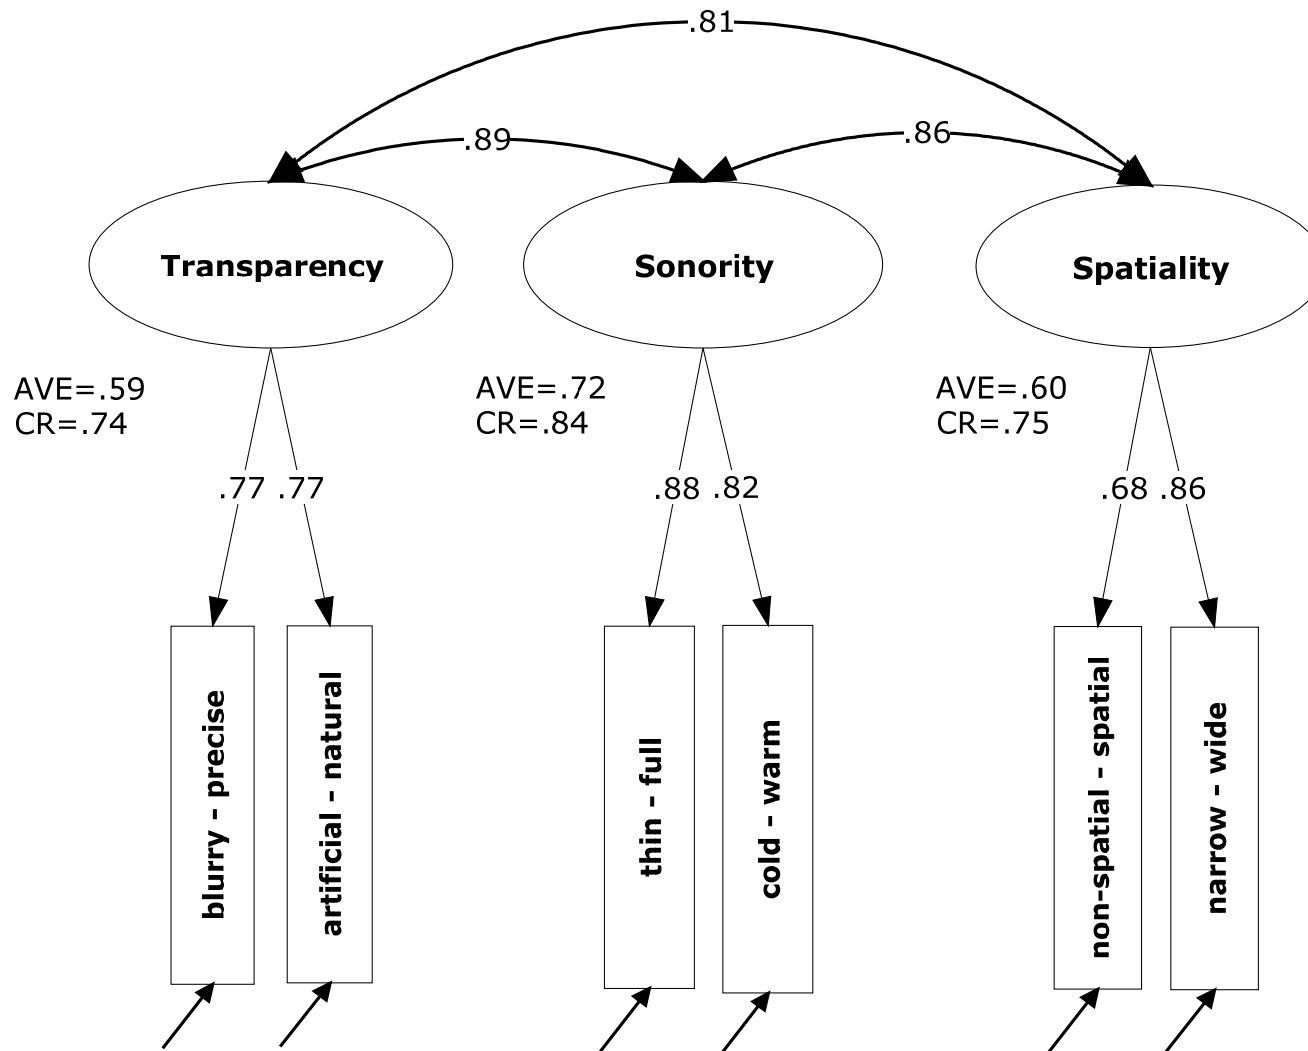 .81
.89
.86
Transparency
Sonority
Spatiality
AVE=.59
CR=.74
AVE=.72
CR=.84
AVE=.60
CR=.75
.77 .77
.88 .82
.68 .86
blurry – precise
artificial – natural
thin – full
cold – warm
non–spatial – spatial
narrow – wide